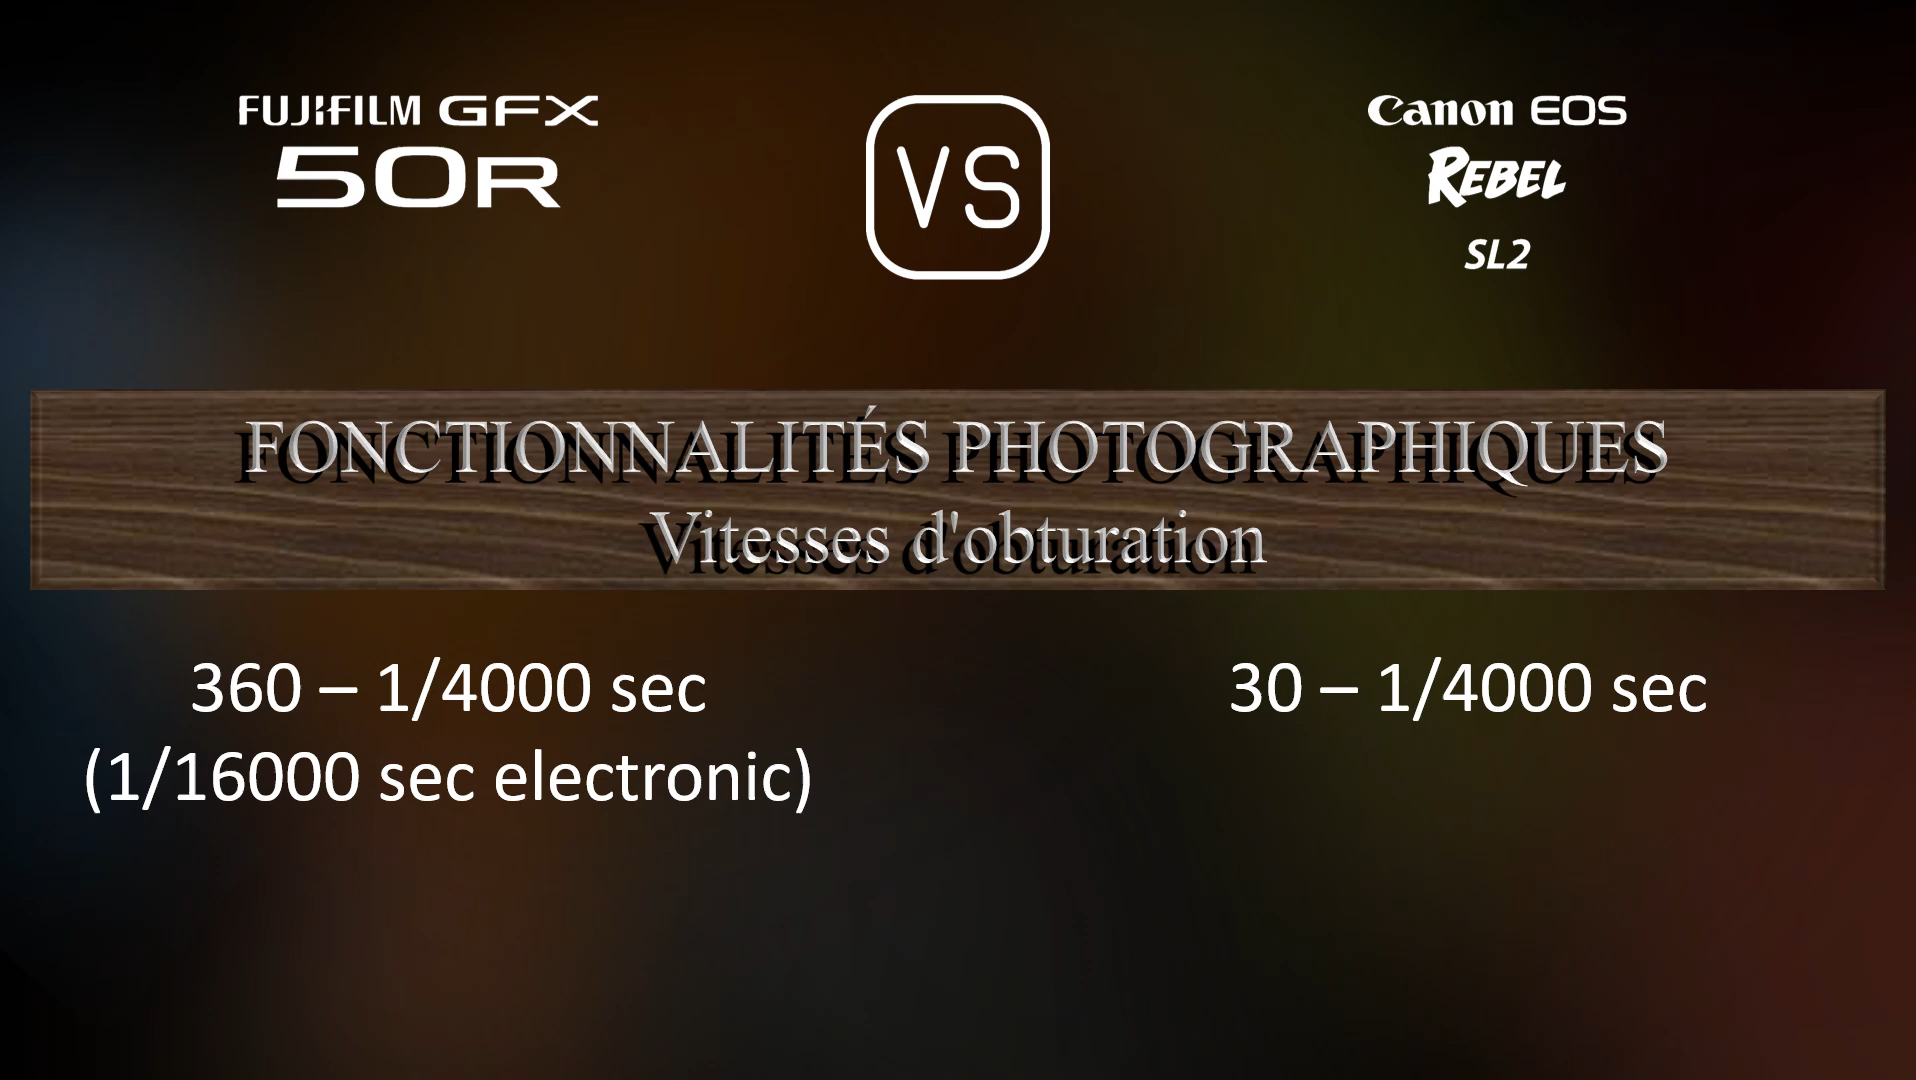 FUJIFILM GFX
50R
VS
Canon EOS
REBEL
SL2
FONCTIONNALITÉS PHOTOGRAPHIQUES
Vitesses d'obturation
360 – 1/4000 sec
(1/16000 sec electronic)
30 – 1/4000 sec